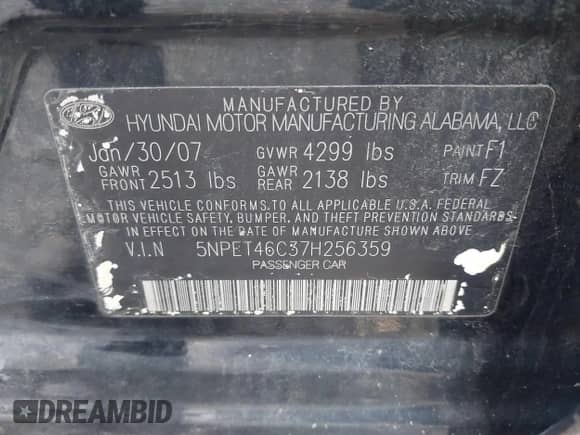 MANUFACTURED BY
HYUNDAI MOTOR MANUFACTURING ALABAMA, LLC
Jan/30/07 GVWR 4299 lbs PAINT F1
GAWR FRONT 2513 lbs GAWR REAR 2138 lbs TRIM FZ
THIS VEHICLE CONFORMS TO ALL APPLICABLE U.S.A. FEDERAL
MOTOR VEHICLE SAFETY, BUMPER, AND THEFT PREVENTION STANDARDS
IN EFFECT ON THE DATE OF MANUFACTURE SHOWN ABOVE
V.I.N 5NPET46C37H256359
PASSENGER CAR
DREAMBID